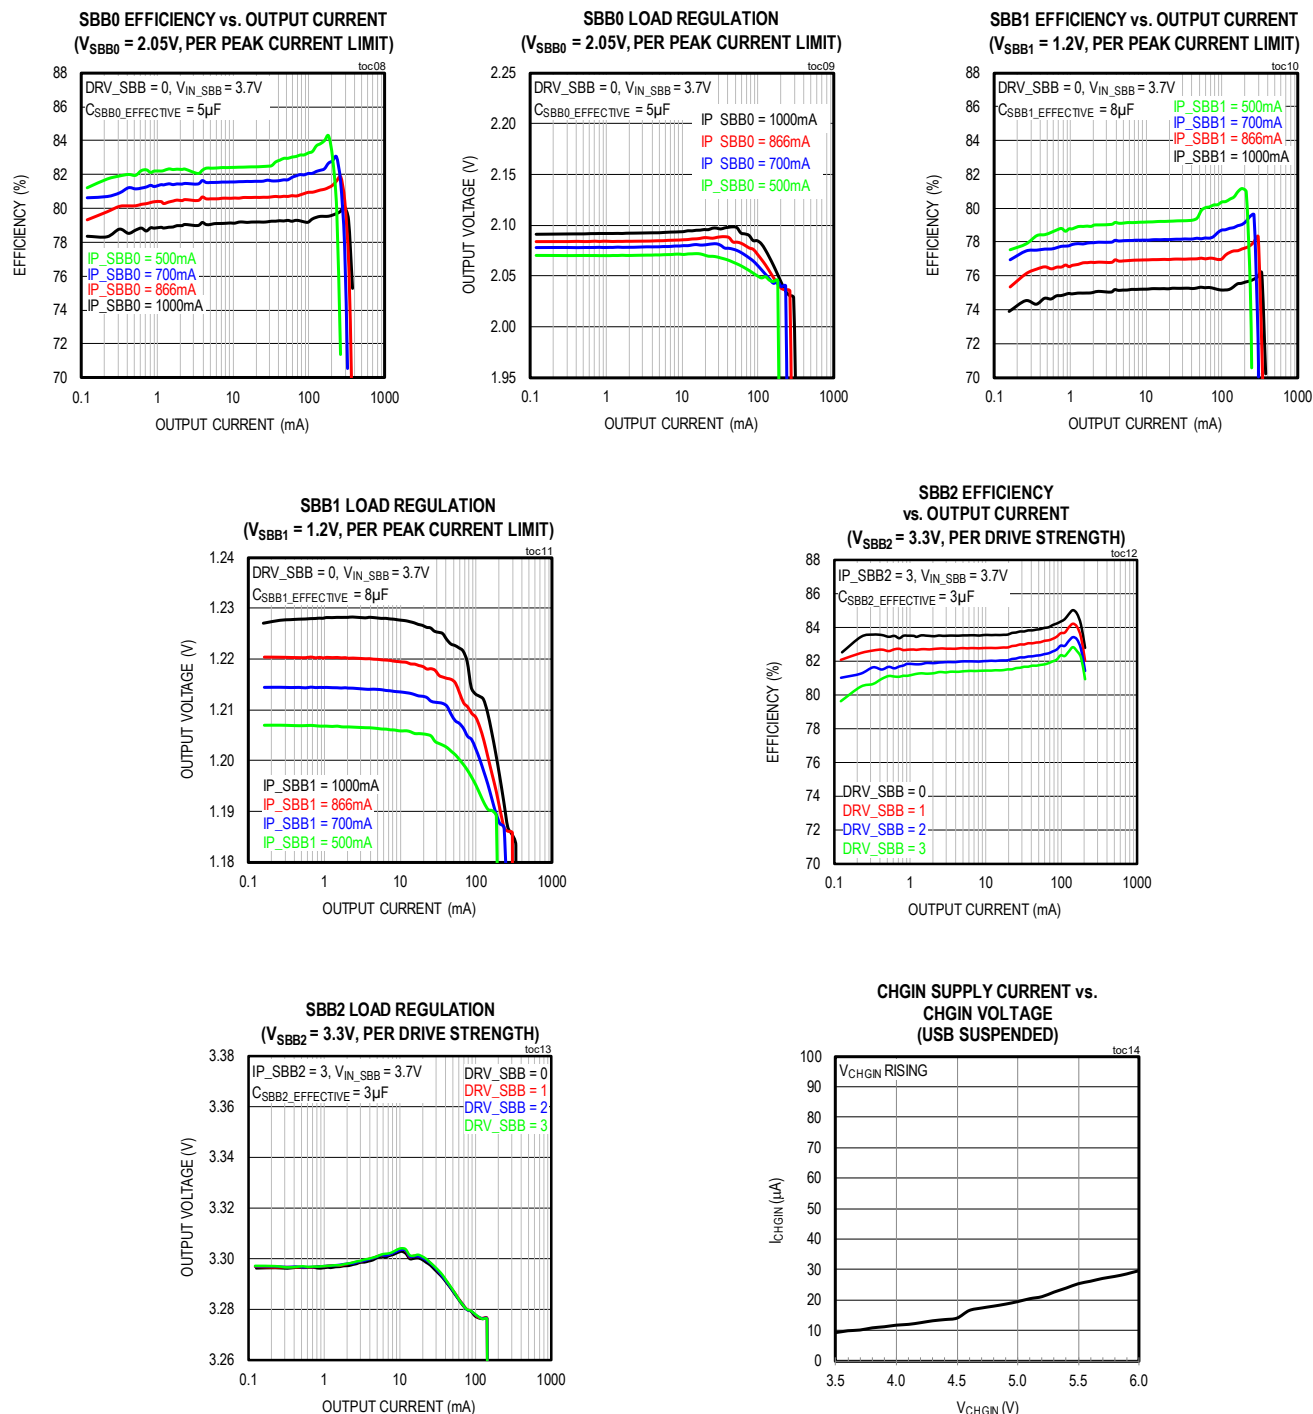 SBB0 EFFICIENCY vs. OUTPUT CURRENT
(VSBB0 = 2.05V, PER PEAK CURRENT LIMIT)
toc08
DRV_SBB = 0, VIN_SBB = 3.7V
CSBB0_EFFECTIVE = 5µF
IP_SBB0 = 500mA
IP_SBB0 = 700mA
IP_SBB0 = 866mA
IP_SBB0 = 1000mA
EFFICIENCY (%)
88
86
84
82
80
78
76
74
72
70
0.1 1 10 100 1000
OUTPUT CURRENT (mA)
SBB0 LOAD REGULATION
(VSBB0 = 2.05V, PER PEAK CURRENT LIMIT)
toc09
DRV_SBB = 0, VIN_SBB = 3.7V
CSBB0_EFFECTIVE = 5µF
IP SBB0 = 1000mA
IP SBB0 = 866mA
IP SBB0 = 700mA
IP_SBB0 = 500mA
OUTPUT VOLTAGE (V)
2.25
2.20
2.15
2.10
2.05
2.00
1.95
0.1 1 10 100 1000
OUTPUT CURRENT (mA)
SBB1 EFFICIENCY vs. OUTPUT CURRENT
(VSBB1 = 1.2V, PER PEAK CURRENT LIMIT)
toc10
DRV_SBB = 0, VIN_SBB = 3.7V
CSBB1_EFFECTIVE = 8µF
IP_SBB1 = 500mA
IP_SBB1 = 700mA
IP_SBB1 = 866mA
IP_SBB1 = 1000mA
EFFICIENCY (%)
88
86
84
82
80
78
76
74
72
70
0.1 1 10 100 1000
OUTPUT CURRENT (mA)
SBB1 LOAD REGULATION
(VSBB1 = 1.2V, PER PEAK CURRENT LIMIT)
toc11
DRV_SBB = 0, VIN_SBB = 3.7V
CSBB1_EFFECTIVE = 8µF
IP_SBB1 = 1000mA
IP_SBB1 = 866mA
IP_SBB1 = 700mA
IP_SBB1 = 500mA
OUTPUT VOLTAGE (V)
1.24
1.23
1.22
1.21
1.20
1.19
1.18
0.1 1 10 100 1000
OUTPUT CURRENT (mA)
SBB2 EFFICIENCY
vs. OUTPUT CURRENT
(VSBB2 = 3.3V, PER DRIVE STRENGTH)
toc12
IP_SBB2 = 3, VIN_SBB = 3.7V
CSBB2_EFFECTIVE = 3µF
DRV_SBB = 0
DRV_SBB = 1
DRV_SBB = 2
DRV_SBB = 3
EFFICIENCY (%)
88
86
84
82
80
78
76
74
72
70
0.1 1 10 100 1000
OUTPUT CURRENT (mA)
SBB2 LOAD REGULATION
(VSBB2 = 3.3V, PER DRIVE STRENGTH)
toc13
IP_SBB2 = 3, VIN_SBB = 3.7V
CSBB2_EFFECTIVE = 3µF
DRV_SBB = 0
DRV_SBB = 1
DRV_SBB = 2
DRV_SBB = 3
OUTPUT VOLTAGE (V)
3.38
3.36
3.34
3.32
3.30
3.28
3.26
0.1 1 10 100 1000
OUTPUT CURRENT (mA)
CHGIN SUPPLY CURRENT vs.
CHGIN VOLTAGE
(USB SUSPENDED)
toc14
VCHGIN RISING
ICHGIN (µA)
100
90
80
70
60
50
40
30
20
10
0
3.5 4.0 4.5 5.0 5.5 6.0
VCHGIN (V)